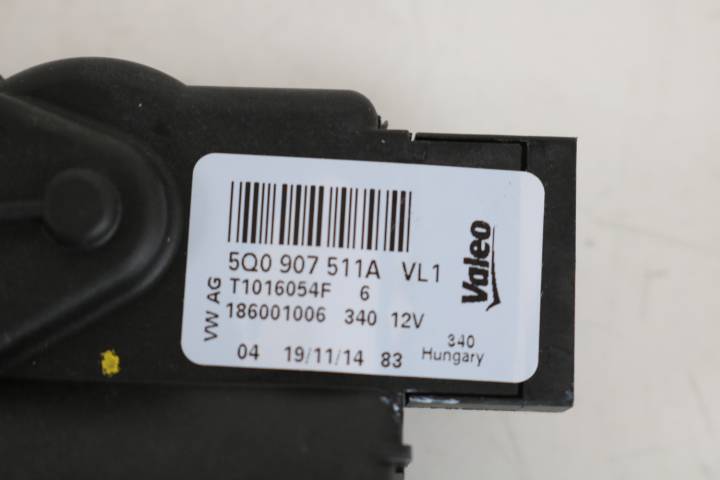 5Q0 907 511A VL1
VW AG
T1016054F 6
186001006 340 12V
04 19/11/14 83
Valeo
340
Hungary